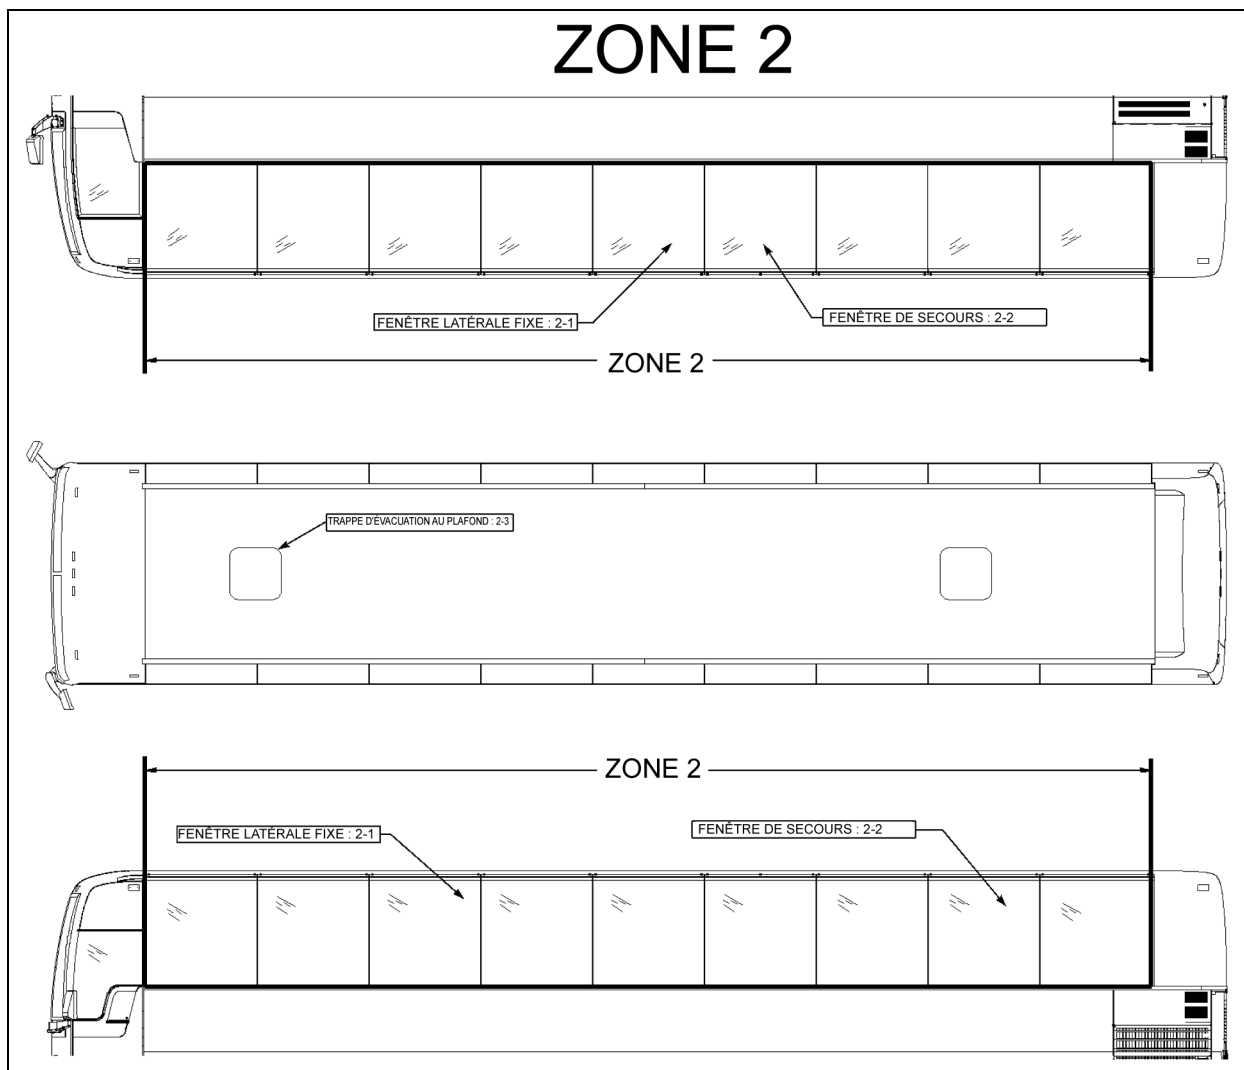 ZONE 2
FENÊTRE LATÉRALE FIXE : 2-1
FENÊTRE DE SECOURS : 2-2
ZONE 2
TRAPPE D'ÉVACUATION AU PLAFOND : 2-3
ZONE 2
FENÊTRE LATÉRALE FIXE : 2-1
FENÊTRE DE SECOURS : 2-2